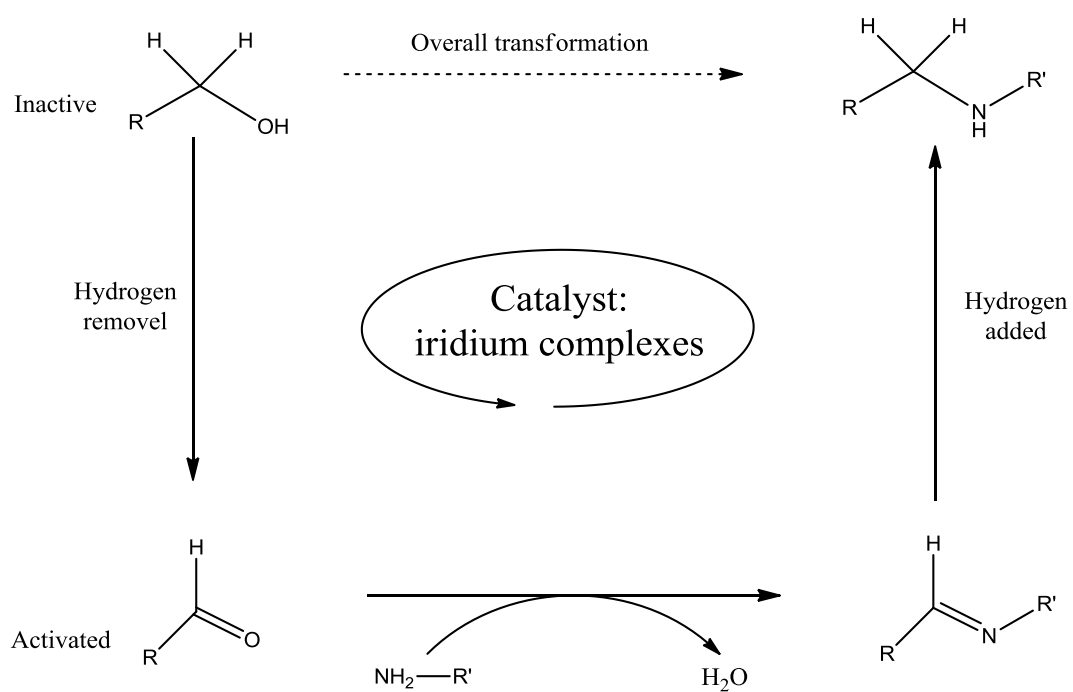 H H
Overall transformation
H H
Inactive
R
OH
R
N
H
R'
Hydrogen
removel
Catalyst:
iridium complexes
Hydrogen
added
H
H
Activated
R
O
NH2
R'
H2O
R
N
R'